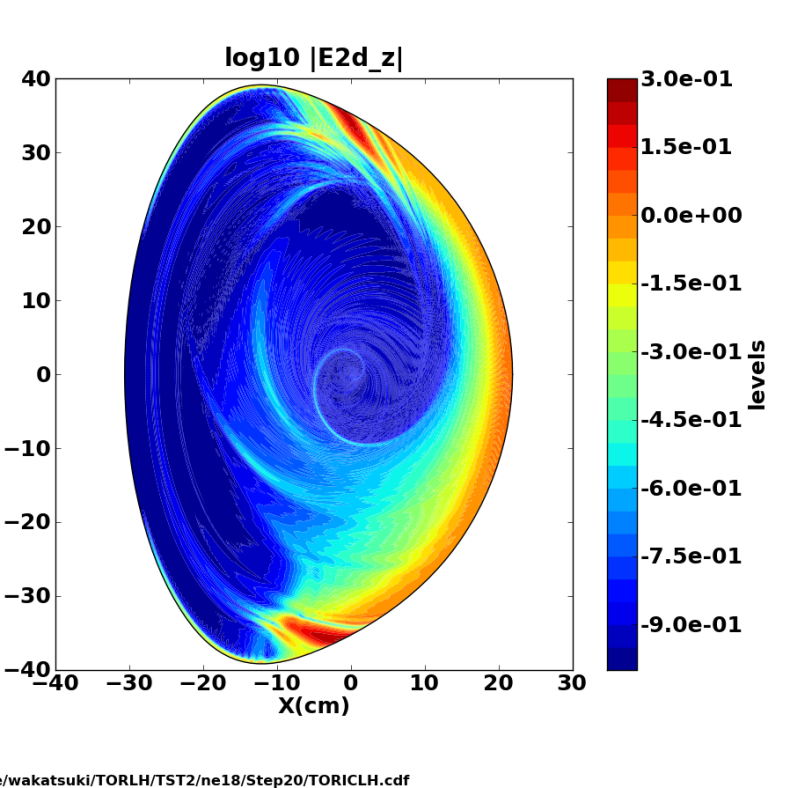 log10 |E2d_z|
40
30
20
10
0
−10
−20
−30
−40
−40 −30 −20 −10 0 10 20 30
X(cm)
3.0e-01
1.5e-01
0.0e+00
-1.5e-01
-3.0e-01
-4.5e-01
-6.0e-01
-7.5e-01
-9.0e-01
levels
/wakatsuki/TORLH/TST2/ne18/Step20/TORICLH.cdf